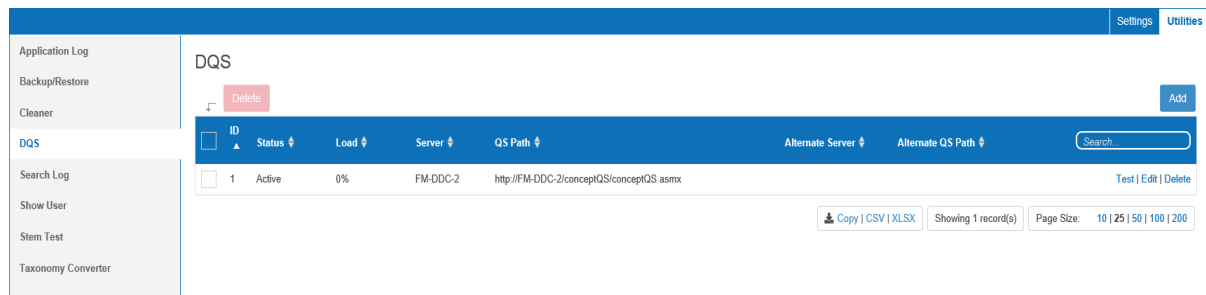 Settings Utilities
Application Log
Backup/Restore
Cleaner
DQS
Search Log
Show User
Stem Test
Taxonomy Converter
DQS
Delete Add
ID Status Load Server QS Path Alternate Server Alternate QS Path Search...
1 Active 0% FM-DDC-2 http://FM-DDC-2/conceptQS/conceptQS.asmx Test | Edit | Delete
Copy | CSV | XLSX Showing 1 record(s) Page Size: 10 | 25 | 50 | 100 | 200